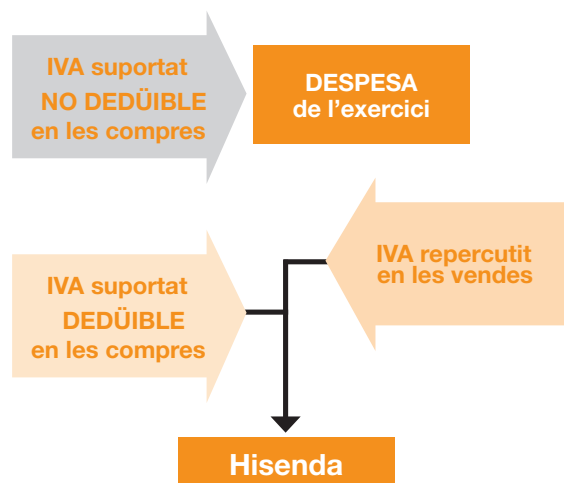 IVA suportat
NO DEDÜIBLE
en les compres
DESPESA
de l'exercici
IVA repercutit
en les vendes
IVA suportat
DEDÜIBLE
en les compres
Hisenda